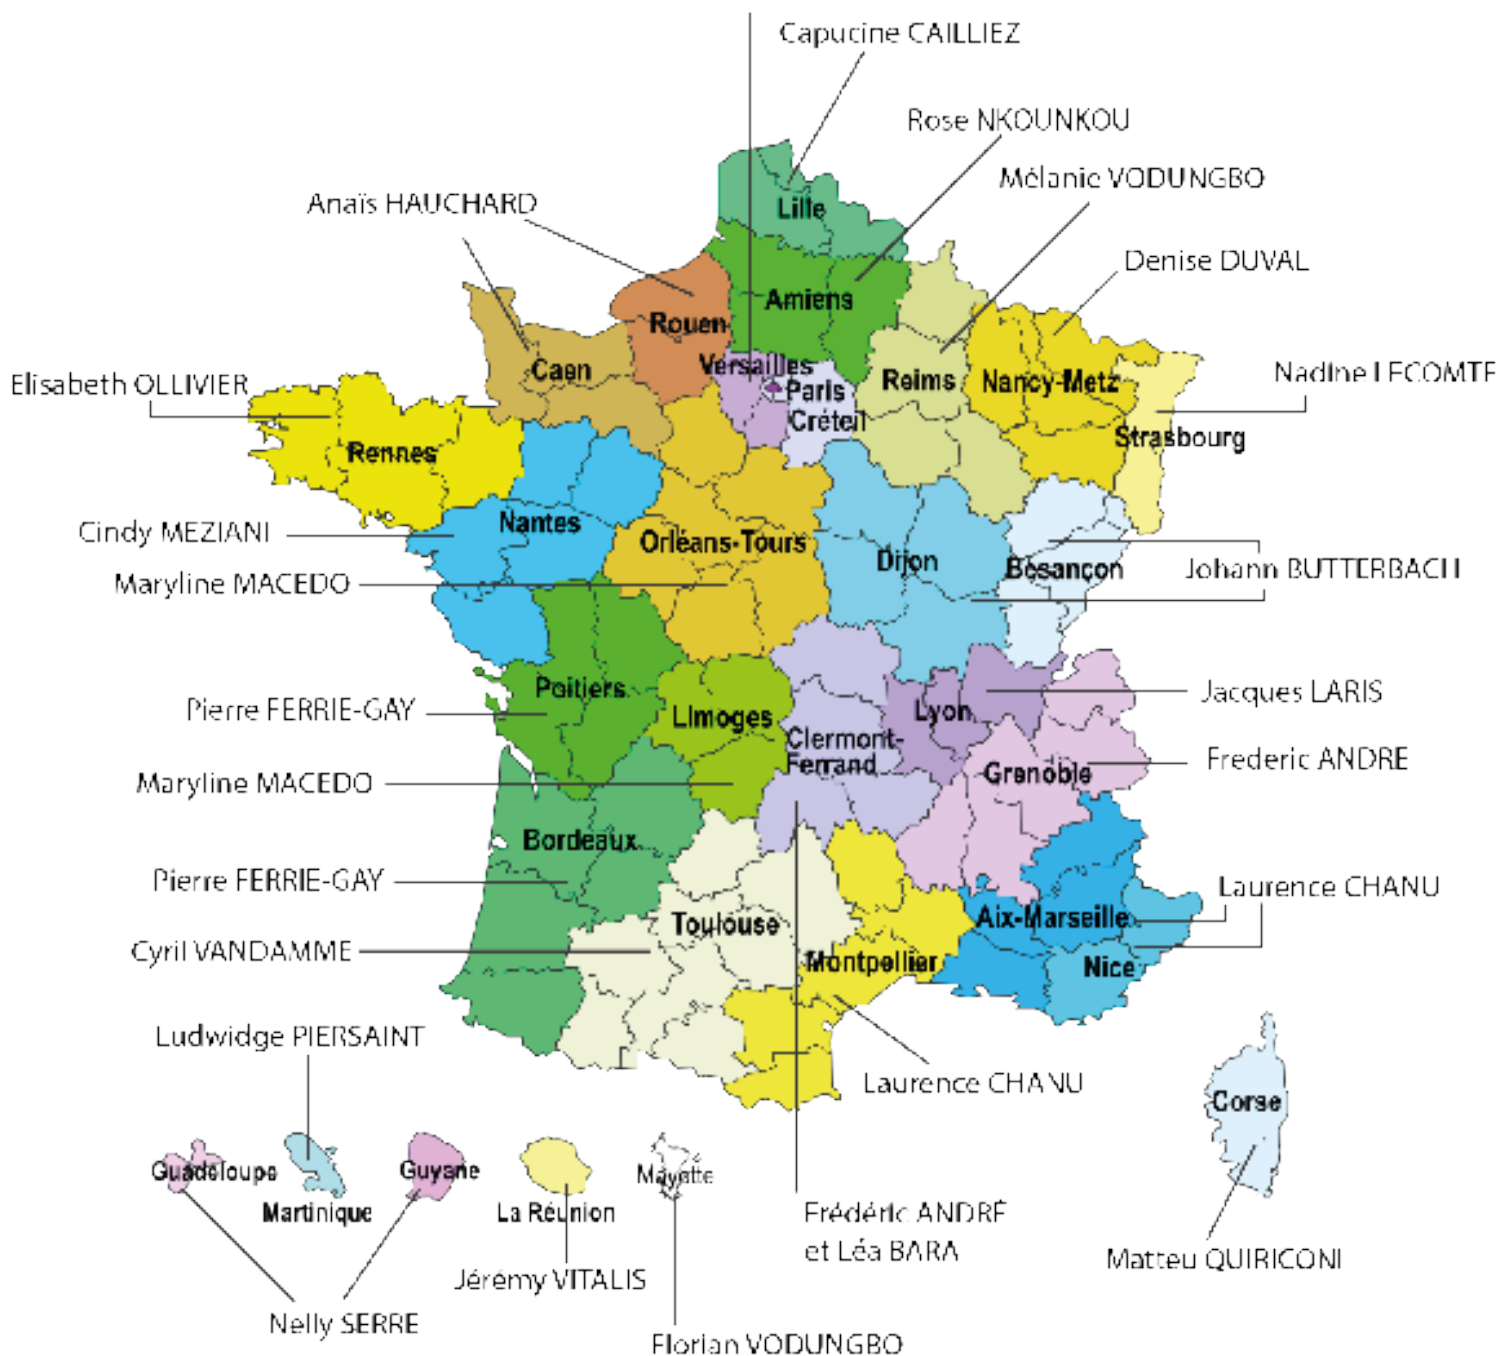 Capucine CAILLIEZ
Rose NKOUNKOU
Mélanie VODUNGBO
Anaïs HAUCHARD
Lille
Denise DUVAL
Amiens
Rouen
Versailles
Caen
Paris
Reims
Nancy-Metz
Nadine LECOMTE
Elisabeth OLLIVIER
Créteil
Strasbourg
Rennes
Nantes
Cindy MEZIANI
Orléans-Tours
Dijon
Besançon
Johann BUTTERBACH
Maryline MACEDO
Poitiers
Jacques LARIS
Pierre FERRIE-GAY
Limoges
Lyon
Clermont-
Ferrand
Frederic ANDRE
Grenoble
Maryline MACEDO
Bordeaux
Pierre FERRIE-GAY
Laurence CHANU
Toulouse
Aix-Marseille
Cyril VANDAMME
Montpellier
Nice
Ludwidge PIERSAINT
Laurence CHANU
Corse
Guadeloupe
Guyane
Mayotte
Martinique
La Réunion
Frédéric ANDRÉ
et Léa BARA
Matteu QUIRICONI
Jérémy VITALIS
Nelly SERRE
Florian VODUNGBO